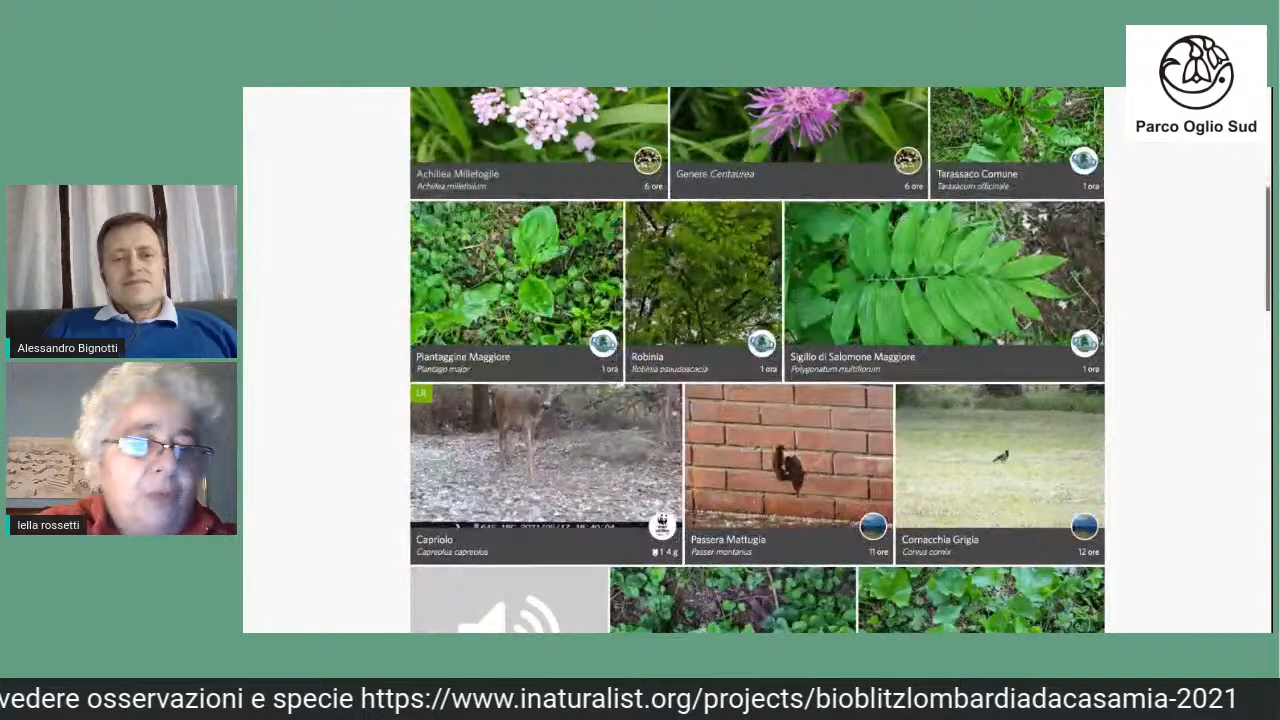 Parco Oglio Sud
Achillea Millefoglie
Achillea millefolium
6 ore
Genere Centaurea
6 ore
Tarassaco Comune
Taraxacum officinale
1 ora
Alessandro Bignotti
Piantaggine Maggiore
Plantago major
1 ora
Robinia
Robinia pseudoacacia
1 ora
Sigillo di Salomone Maggiore
Polygonatum multiflorum
1 ora
lella rossetti
LR
Capriolo
Capreolus capreolus
1 4 g
Passera Mattugia
Passer montanus
11 ore
Cornacchia Grigia
Corvus cornix
12 ore
vedere osservazioni e specie https://www.inaturalist.org/projects/bioblitzlombardiadacasamia-2021